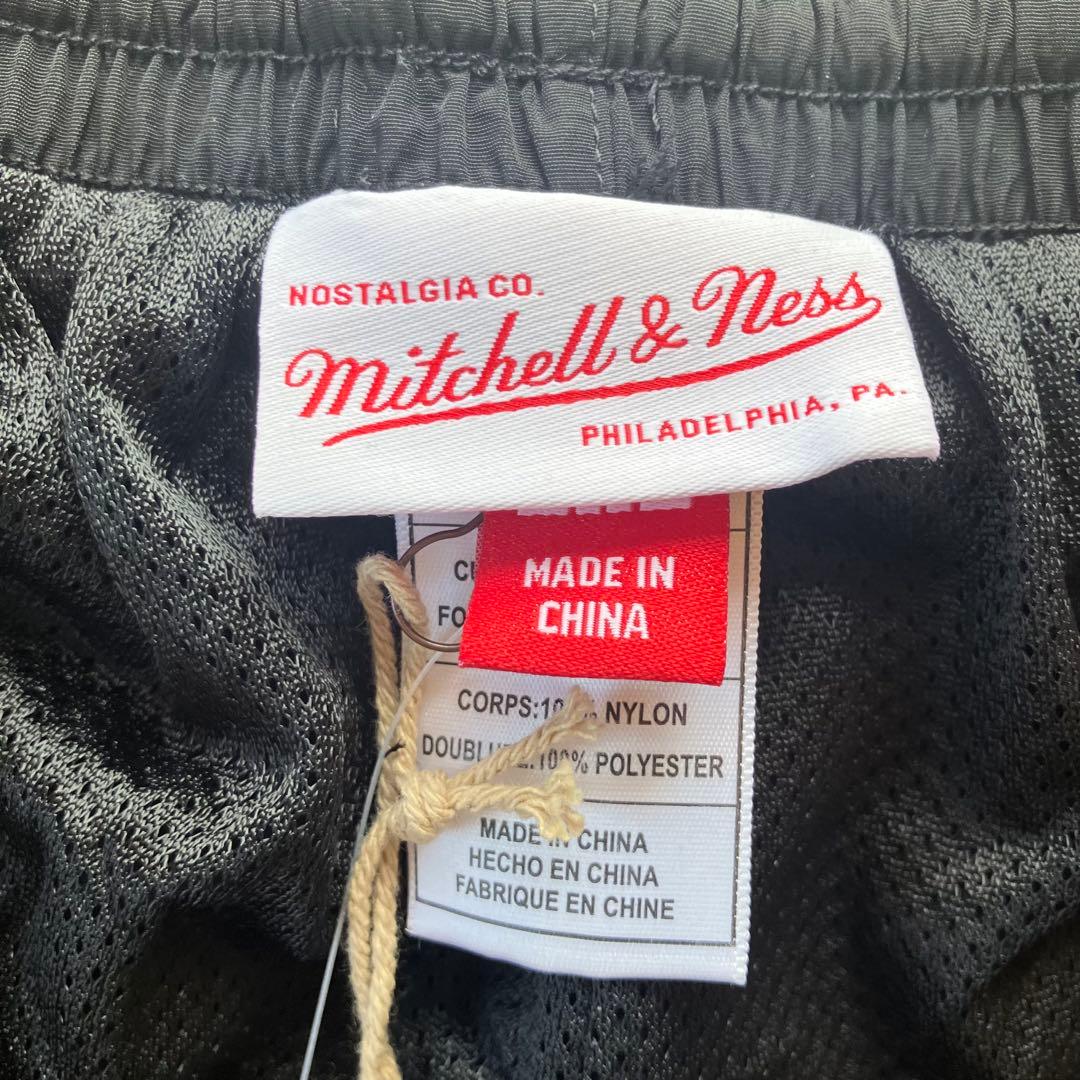 NOSTALGIA CO.
Mitchell & Ness
PHILADELPHIA, PA.
MADE IN
CHINA
CORPS:100% NYLON
100% POLYESTER
MADE IN CHINA
HECHO EN CHINA
FABRIQUE EN CHINE